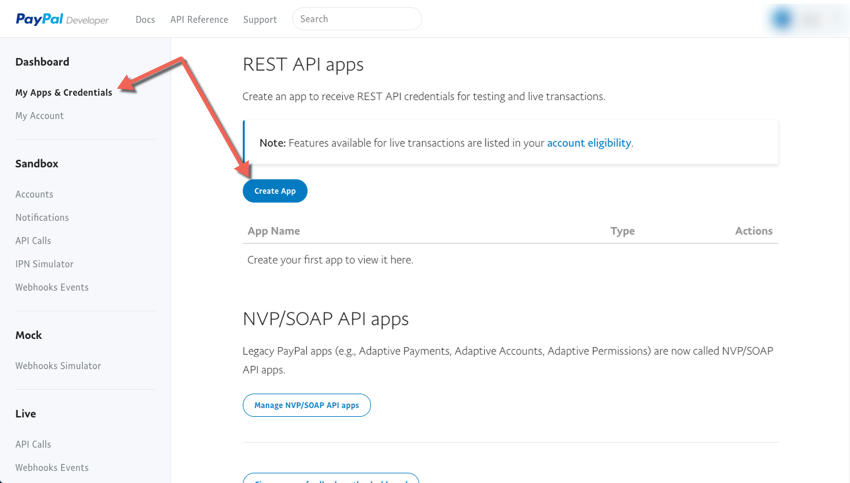 PayPal Developer
Docs
API Reference
Support
Search
Dashboard
My Apps & Credentials
My Account
Sandbox
Accounts
Notifications
API Calls
IPN Simulator
Webhooks Events
Mock
Webhooks Simulator
Live
API Calls
Webhooks Events
REST API apps
Create an app to receive REST API credentials for testing and live transactions.
Note: Features available for live transactions are listed in your account eligibility.
Create App
App Name
Type
Actions
Create your first app to view it here.
NVP/SOAP API apps
Legacy PayPal apps (e.g., Adaptive Payments, Adaptive Accounts, Adaptive Permissions) are now called NVP/SOAP
API apps.
Manage NVP/SOAP API apps